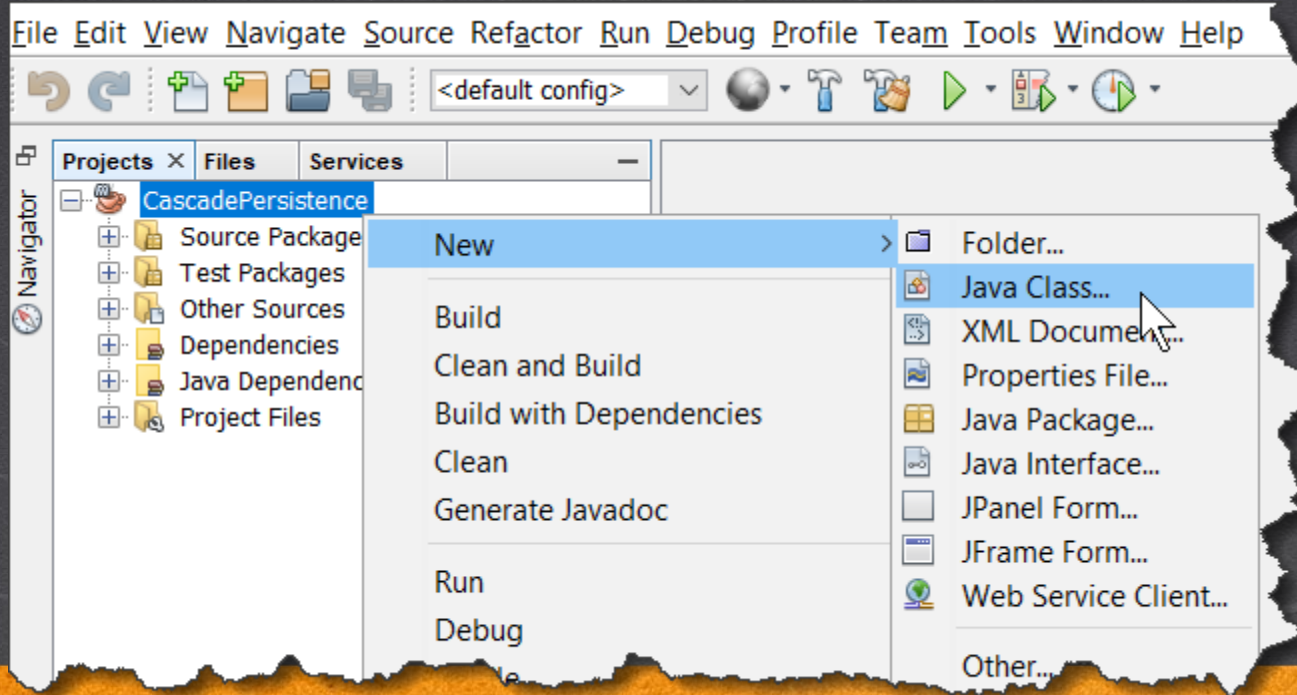 File Edit View Navigate Source Refactor Run Debug Profile Team Tools Window Help
<default config>
Projects Files Services
Navigator
CascadePersistence
Source Package
Test Packages
Other Sources
Dependencies
Java Dependenc
Project Files
New
Build
Clean and Build
Build with Dependencies
Clean
Generate Javadoc
Run
Debug
Folder...
Java Class...
XML Document...
Properties File...
Java Package...
Java Interface...
JPanel Form...
JFrame Form...
Web Service Client...
Other...